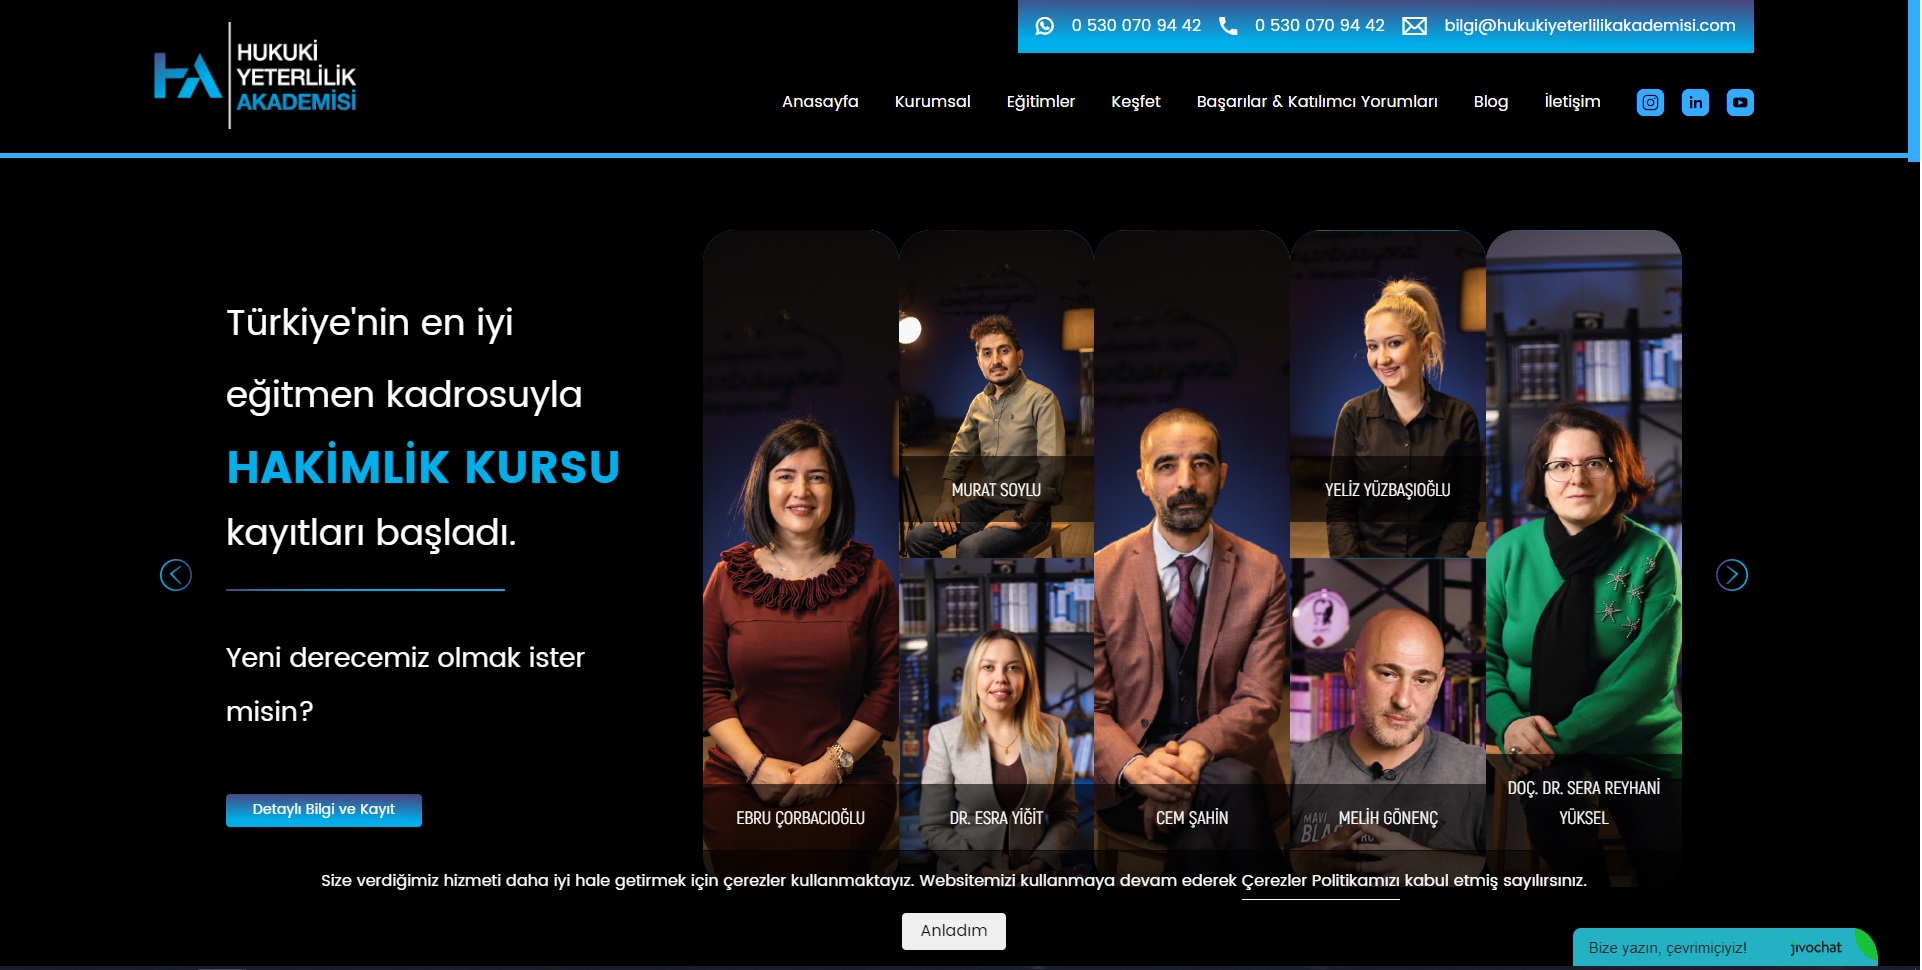 HUKUKİ
YETERLİLİK
AKADEMİSİ
0 530 070 94 42
0 530 070 94 42
bilgi@hukukiyeterlilikakademisi.com
Anasayfa
Kurumsal
Eğitimler
Keşfet
Başarılar & Katılımcı Yorumları
Blog
İletişim
in
Türkiye'nin en iyi
eğitmen kadrosuyla
HAKİMLİK KURSU
kayıtları başladı.
Yeni derecemiz olmak ister
misin?
Detaylı Bilgi ve Kayıt
MURAT SOYLU
YELİZ YÜZBAŞIOĞLU
EBRU ÇORBACIOĞLU
DR. ESRA YİĞİT
CEM ŞAHİN
MAVİ
MELİH GÖNENÇ
DOÇ. DR. SERA REYHANİ
YÜKSEL
Size verdiğimiz hizmeti daha iyi hale getirmek için çerezler kullanmaktayız. Websitemizi kullanmaya devam ederek Çerezler Politikamızı kabul etmiş sayılırsınız.
Anladım
Bize yazın, çevrimiçiyiz!
jivochat